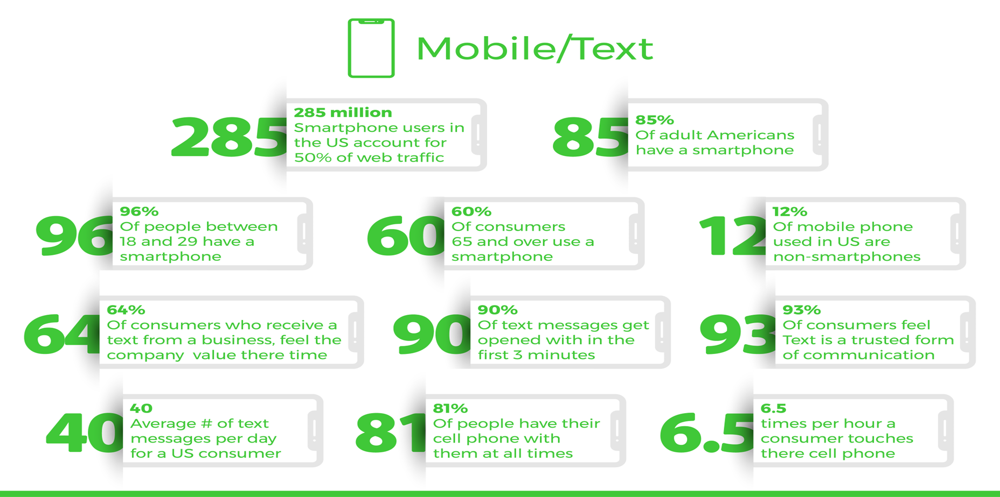 Mobile/Text
285
285 million
Smartphone users in
the US account for
50% of web traffic
85
85%
Of adult Americans
have a smartphone
96
96%
Of people between
18 and 29 have a
smartphone
60
60%
Of consumers
65 and over use a
smartphone
12
12%
Of mobile phone
used in US are
non-smartphones
64
64%
Of consumers who receive a
text from a business, feel the
company  value there time
90
90%
Of text messages get
opened with in the
first 3 minutes
93
93%
Of consumers feel
Text is a trusted form
of communication
40
40
Average # of text
messages per day
for a US consumer
81
81%
Of people have their
cell phone with
them at all times
6.5
6.5
times per hour a
consumer touches
there cell phone